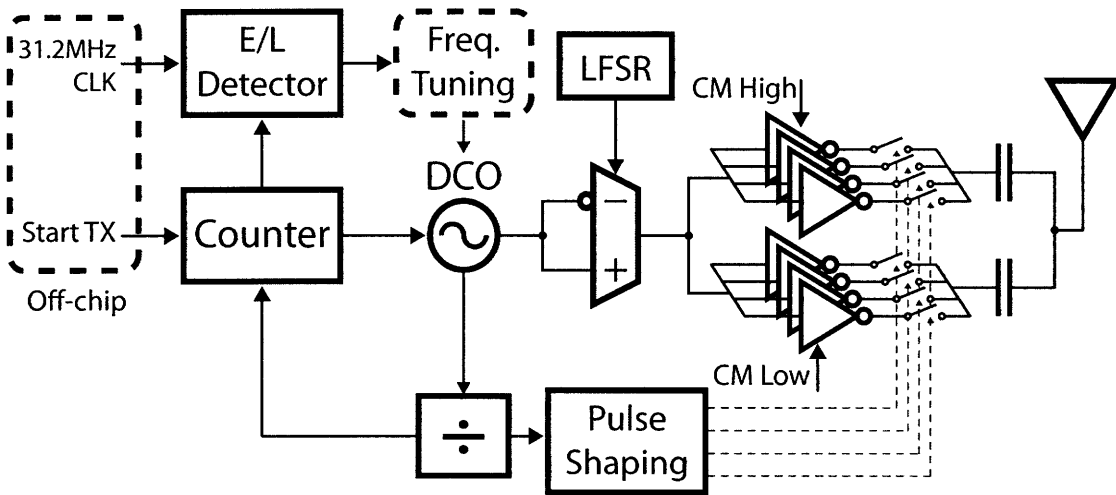 31.2MHz
CLK
E/L
Detector
Freq.
Tuning
LFSR
CM High
DCO
Start TX
Counter
−
+
Off-chip
CM Low
÷
Pulse
Shaping